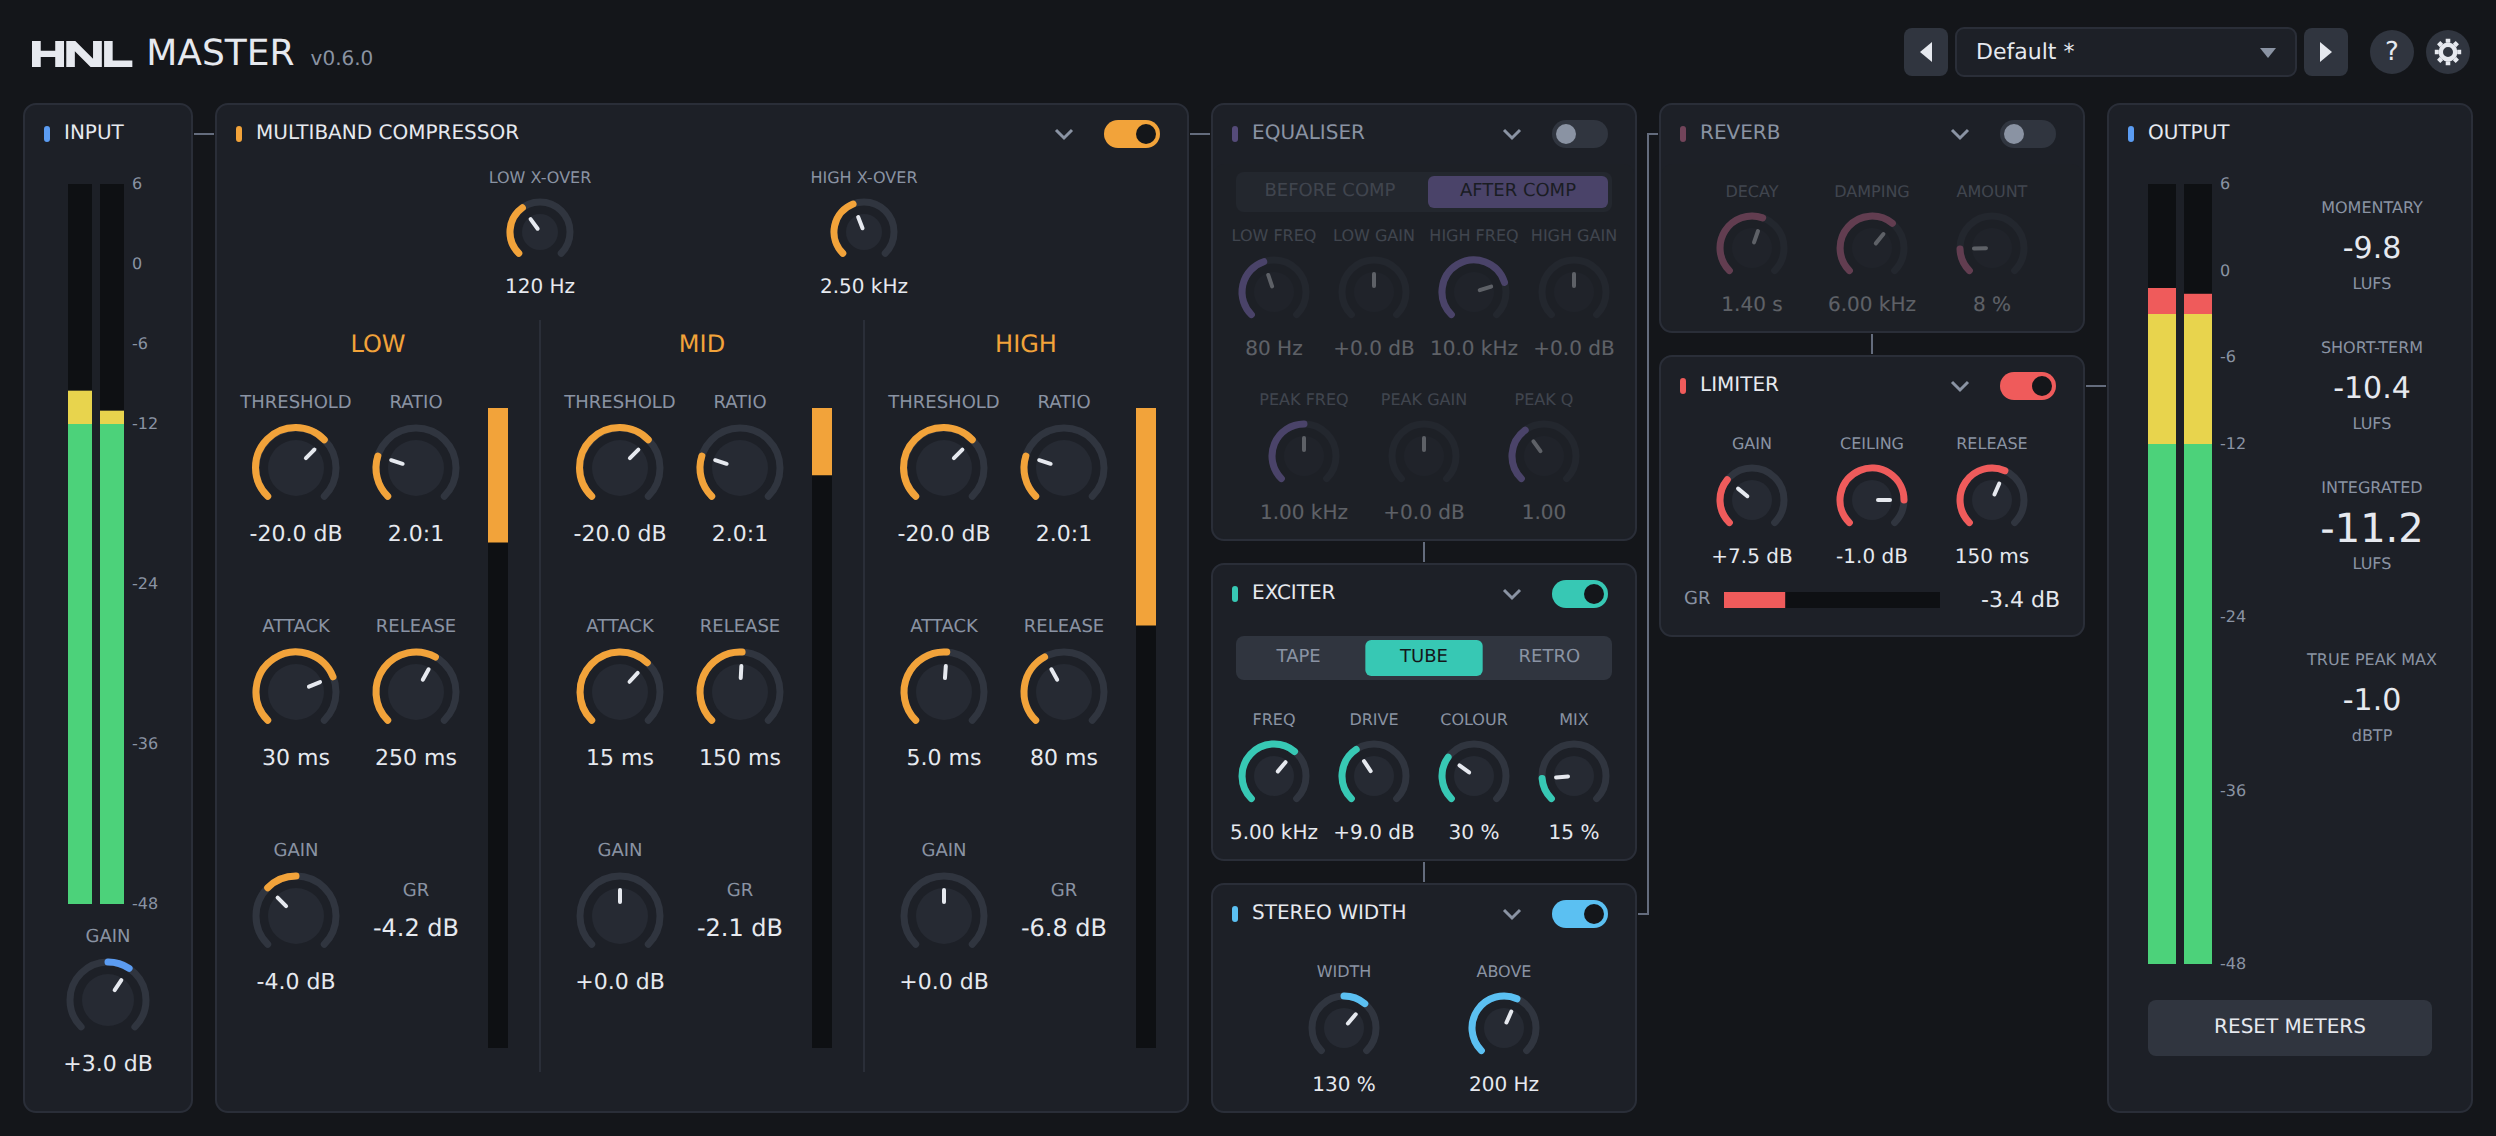 HNL MASTER v0.6.0
Default *
?
INPUT
6
0
-6
-12
-24
-36
-48
GAIN
+3.0 dB
MULTIBAND COMPRESSOR
LOW X-OVER HIGH X-OVER
120 Hz 2.50 kHz
LOW
THRESHOLD RATIO
-20.0 dB 2.0:1
ATTACK RELEASE
30 ms 250 ms
GAIN
GR
-4.2 dB
-4.0 dB
MID
THRESHOLD RATIO
-20.0 dB 2.0:1
ATTACK RELEASE
15 ms 150 ms
GAIN
GR
-2.1 dB
+0.0 dB
HIGH
THRESHOLD RATIO
-20.0 dB 2.0:1
ATTACK RELEASE
5.0 ms 80 ms
GAIN
GR
-6.8 dB
+0.0 dB
EQUALISER
BEFORE COMP AFTER COMP
LOW FREQ LOW GAIN HIGH FREQ HIGH GAIN
80 Hz +0.0 dB 10.0 kHz +0.0 dB
PEAK FREQ PEAK GAIN PEAK Q
1.00 kHz +0.0 dB 1.00
EXCITER
TAPE TUBE RETRO
FREQ DRIVE COLOUR MIX
5.00 kHz +9.0 dB 30 % 15 %
STEREO WIDTH
WIDTH ABOVE
130 % 200 Hz
REVERB
DECAY DAMPING AMOUNT
1.40 s 6.00 kHz 8 %
LIMITER
GAIN CEILING RELEASE
+7.5 dB -1.0 dB 150 ms
GR -3.4 dB
OUTPUT
6
0
-6
-12
-24
-36
-48
MOMENTARY
-9.8
LUFS
SHORT-TERM
-10.4
LUFS
INTEGRATED
-11.2
LUFS
TRUE PEAK MAX
-1.0
dBTP
RESET METERS